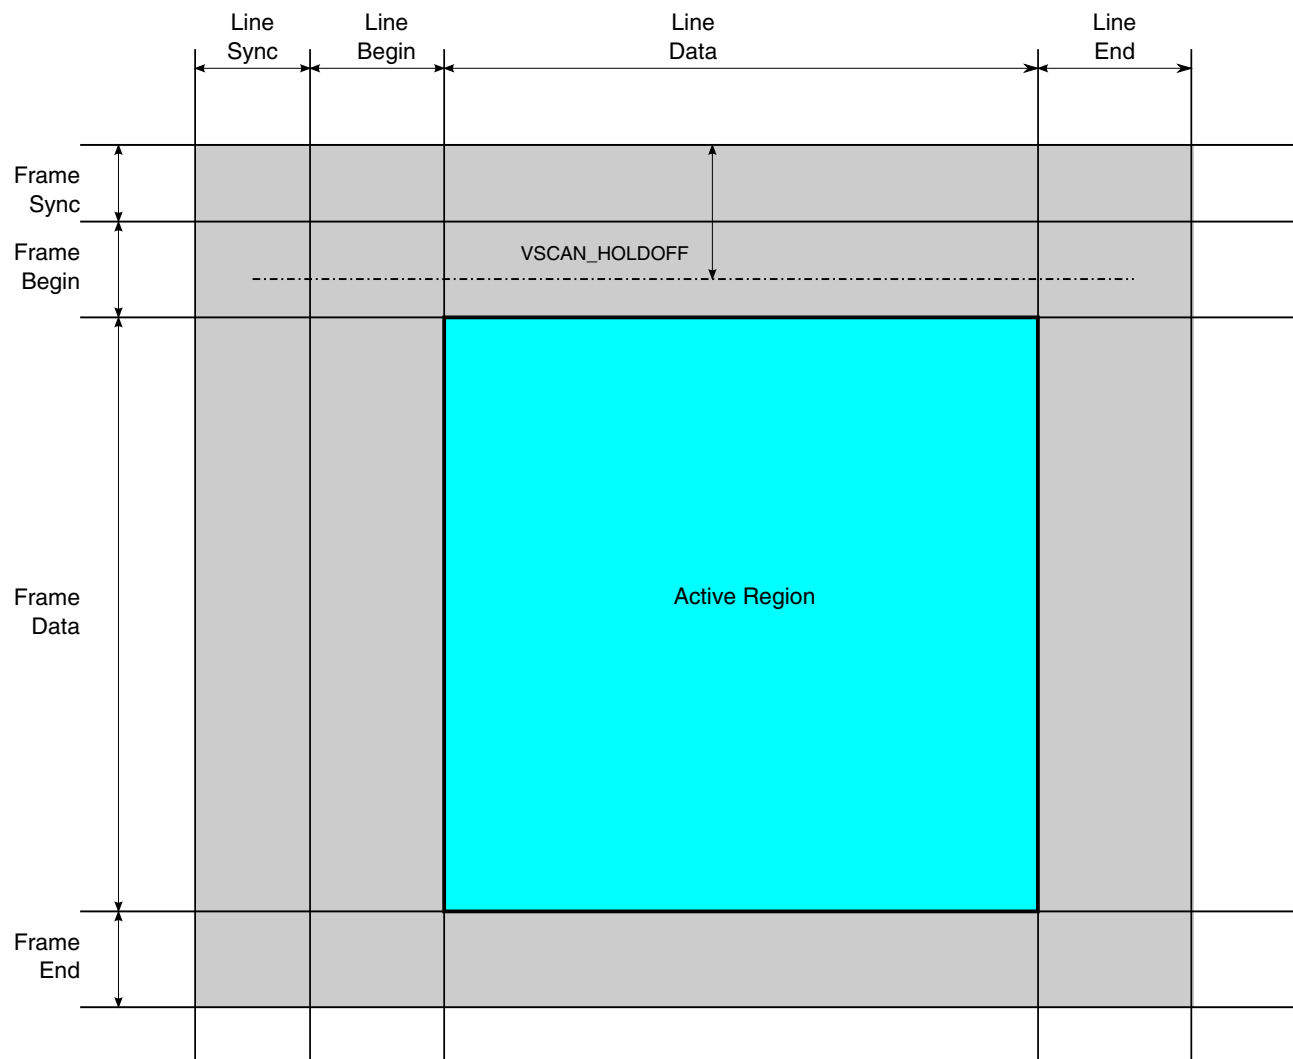 Line
Sync
Line
Begin
Line
Data
Line
End
Frame
Sync
Frame
Begin
VSCAN_HOLDOFF
Frame
Data
Active Region
Frame
End